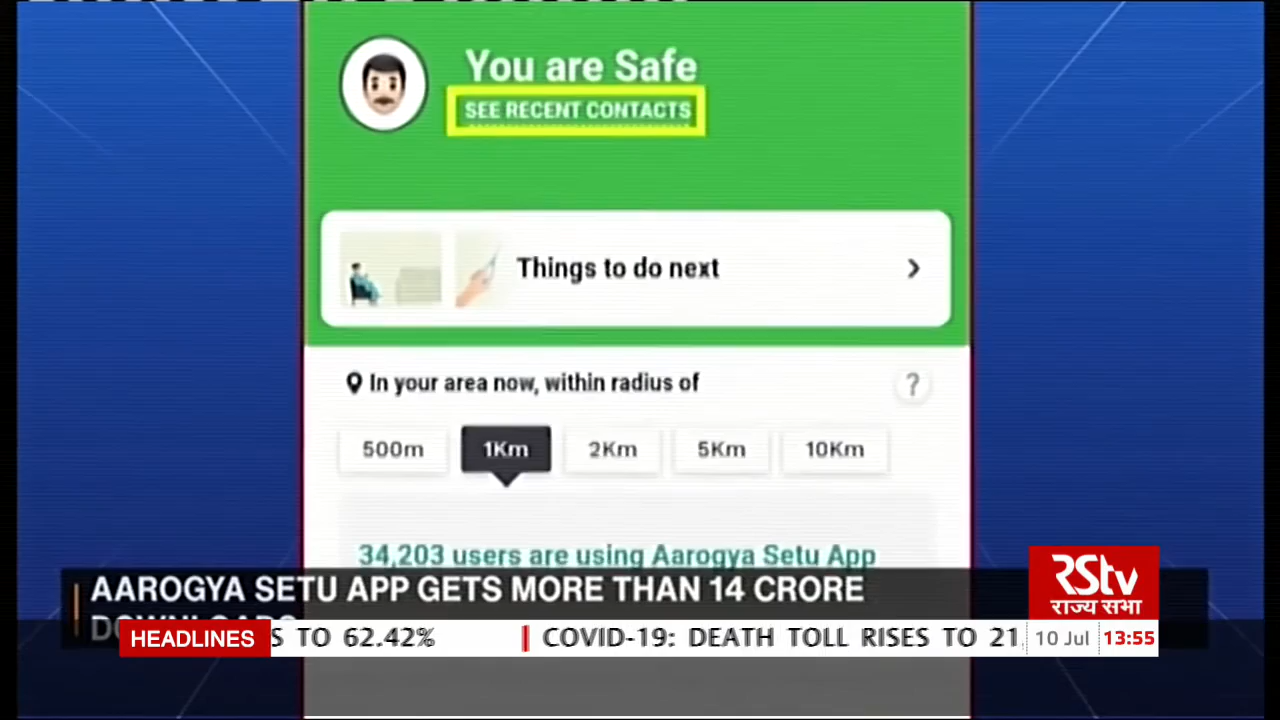 You are Safe
SEE RECENT CONTACTS
Things to do next
In your area now, within radius of
?
500m
1Km
2Km
5Km
10Km
34,203 users are using Aarogya Setu App
AAROGYA SETU APP GETS MORE THAN 14 CRORE
RSTV
राज्य सभा
HEADLINES
S TO 62.42%
COVID-19: DEATH TOLL RISES TO 21
10 Jul
13:55